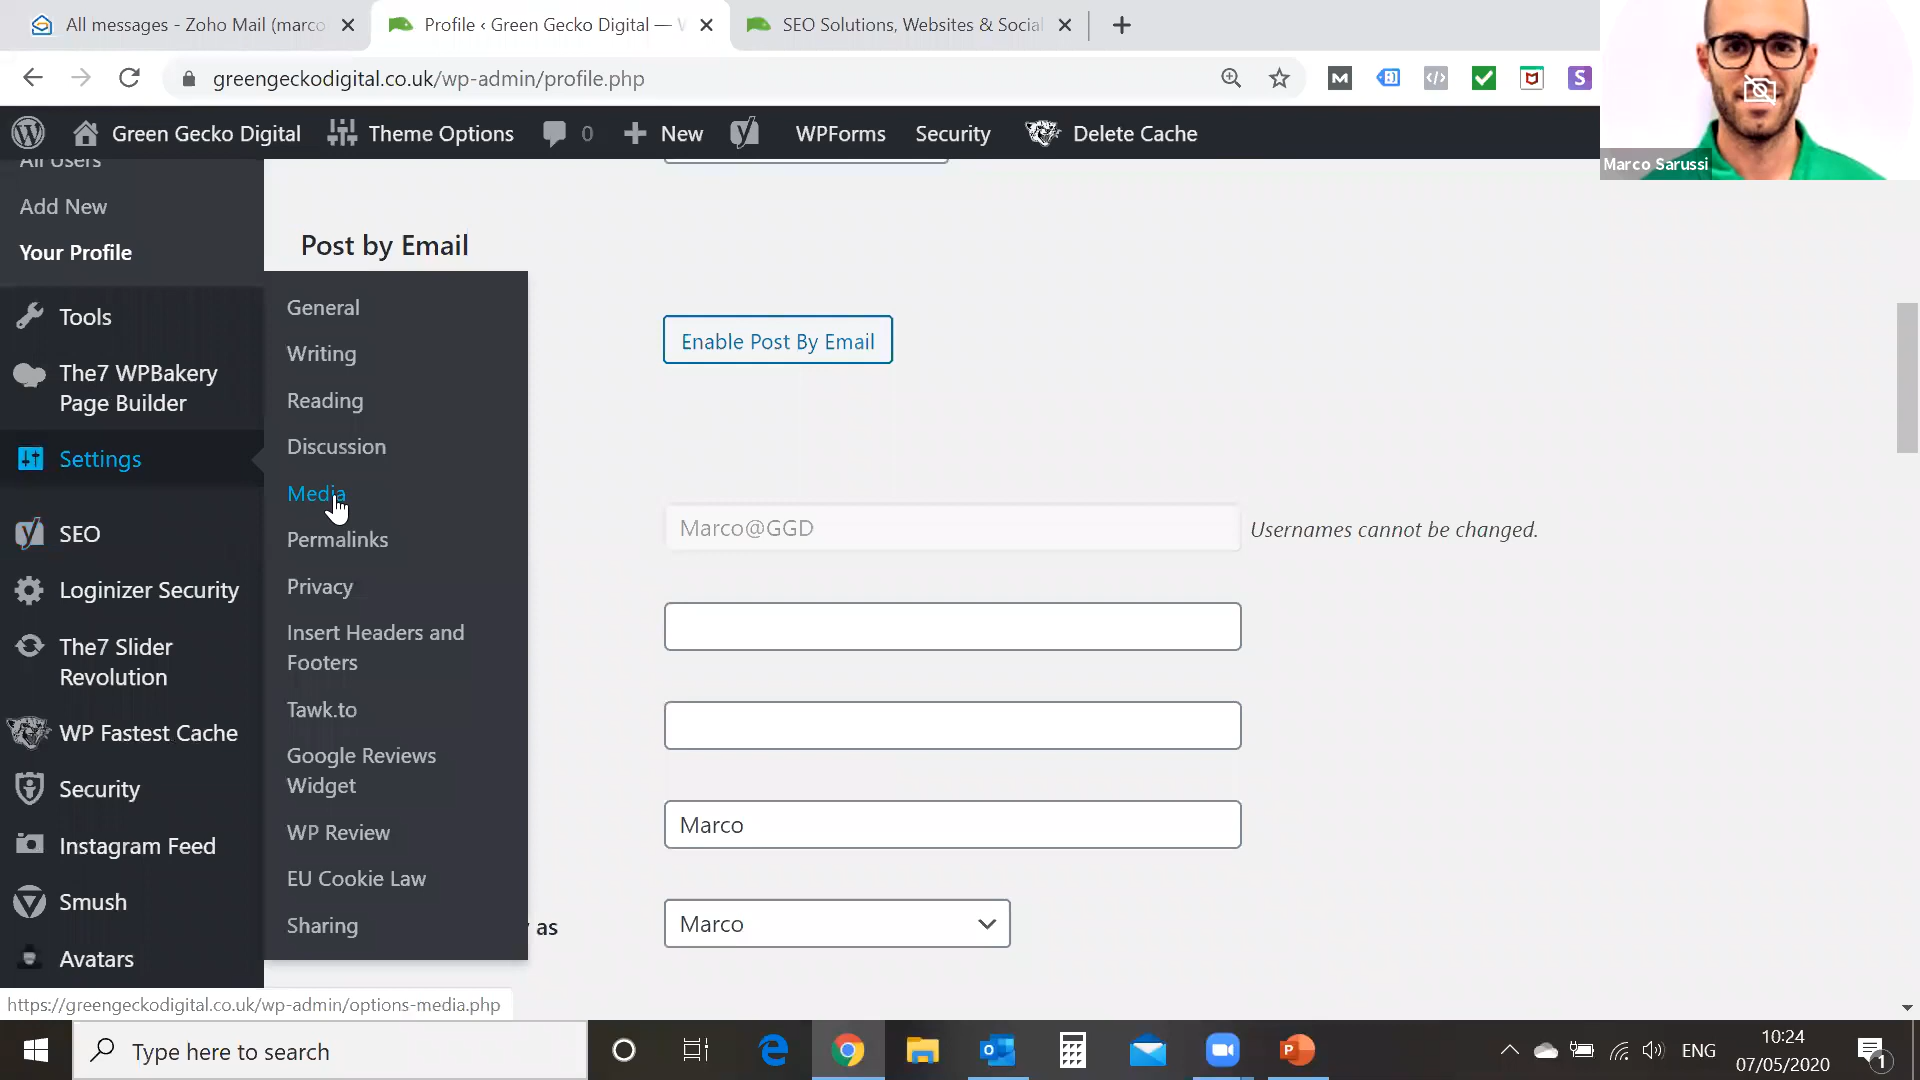 All messages - Zoho Mail (marco
Profile ‹ Green Gecko Digital — W
SEO Solutions, Websites & Social
greengeckodigital.co.uk/wp-admin/profile.php
Green Gecko Digital
Theme Options
0
New
WPForms
Security
Delete Cache
Marco Sarussi
All Users
Add New
Your Profile
Tools
The7 WPBakery
Page Builder
Settings
SEO
Loginizer Security
The7 Slider
Revolution
WP Fastest Cache
Security
Instagram Feed
Smush
Avatars
General
Writing
Reading
Discussion
Media
Permalinks
Privacy
Insert Headers and
Footers
Tawk.to
Google Reviews
Widget
WP Review
EU Cookie Law
Sharing
Post by Email
Enable Post By Email
Marco@GGD
Usernames cannot be changed.
Marco
as
Marco
https://greengeckodigital.co.uk/wp-admin/options-media.php
Type here to search
ENG
10:24
07/05/2020
1